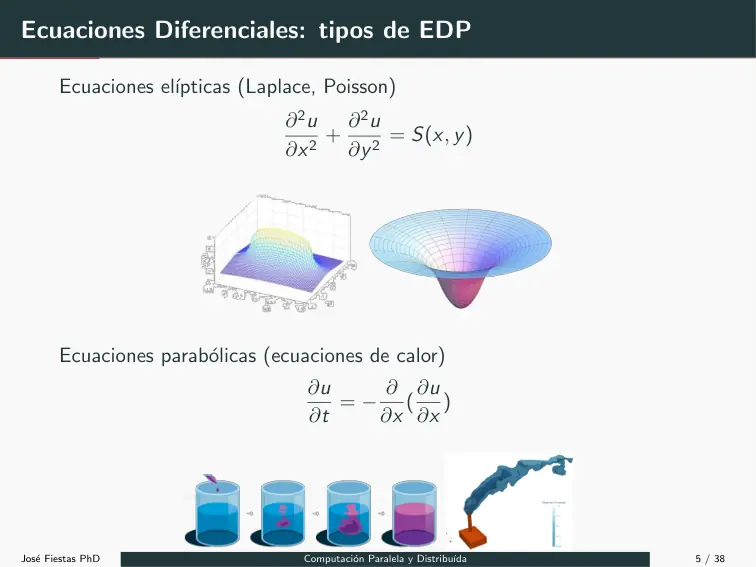 Ecuaciones Diferenciales: tipos de EDP
Ecuaciones elípticas (Laplace, Poisson)
∂²u/∂x² + ∂²u/∂y² = S(x, y)
Ecuaciones parabólicas (ecuaciones de calor)
∂u/∂t = −∂/∂x(∂u/∂x)
José Fiestas PhD
Computación Paralela y Distribuída
5 / 38